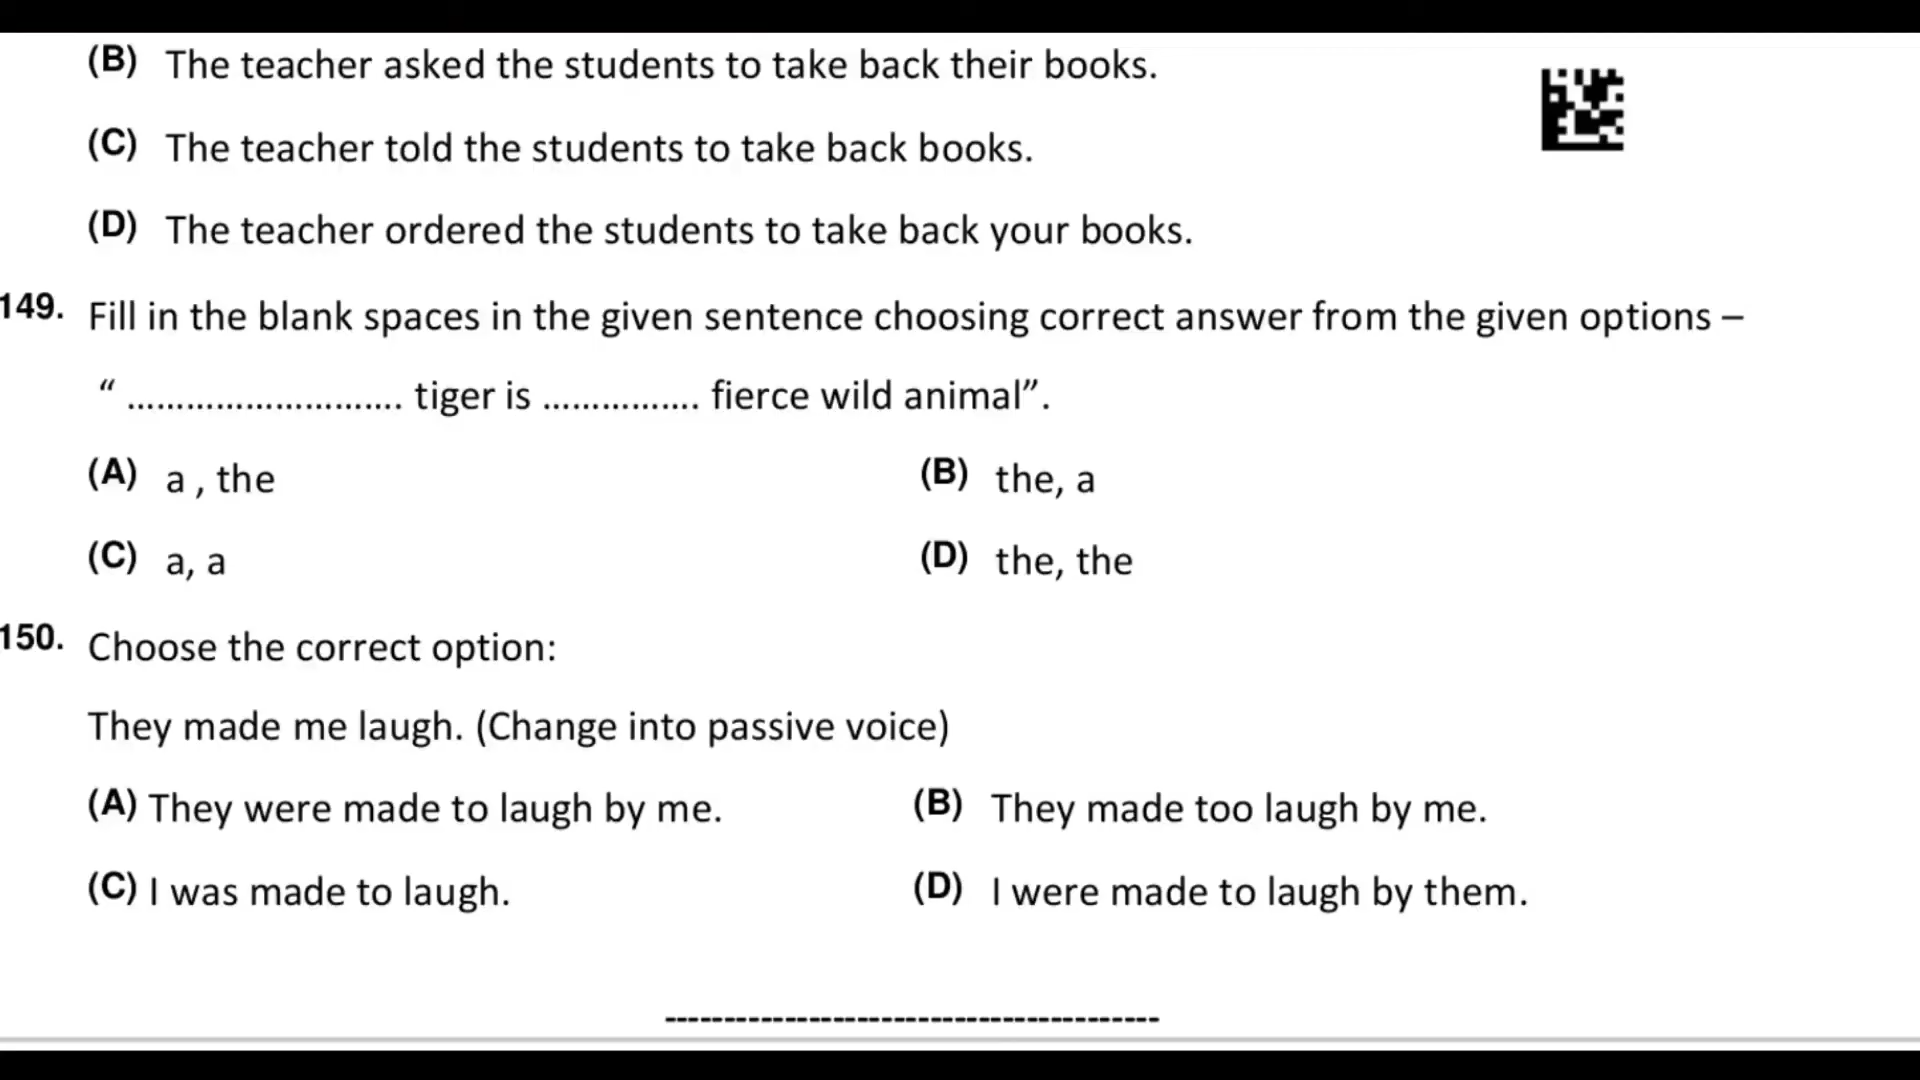 (B) The teacher asked the students to take back their books.
(C) The teacher told the students to take back books.
(D) The teacher ordered the students to take back your books.
149. Fill in the blank spaces in the given sentence choosing correct answer from the given options –
“ ............................ tiger is ................ fierce wild animal”.
(A) a , the (B) the, a
(C) a, a (D) the, the
150. Choose the correct option:
They made me laugh. (Change into passive voice)
(A) They were made to laugh by me. (B) They made too laugh by me.
(C) I was made to laugh. (D) I were made to laugh by them.
-----------------------------------------